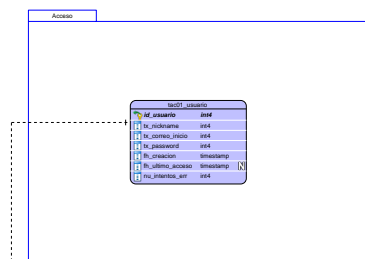 Acceso
tac01_usuario
id_usuario int4
tx_nickname int4
tx_correo_inicio int4
tx_password int4
fh_creacion timestamp
fh_ultimo_acceso timestamp N
nu_intentos_err int4